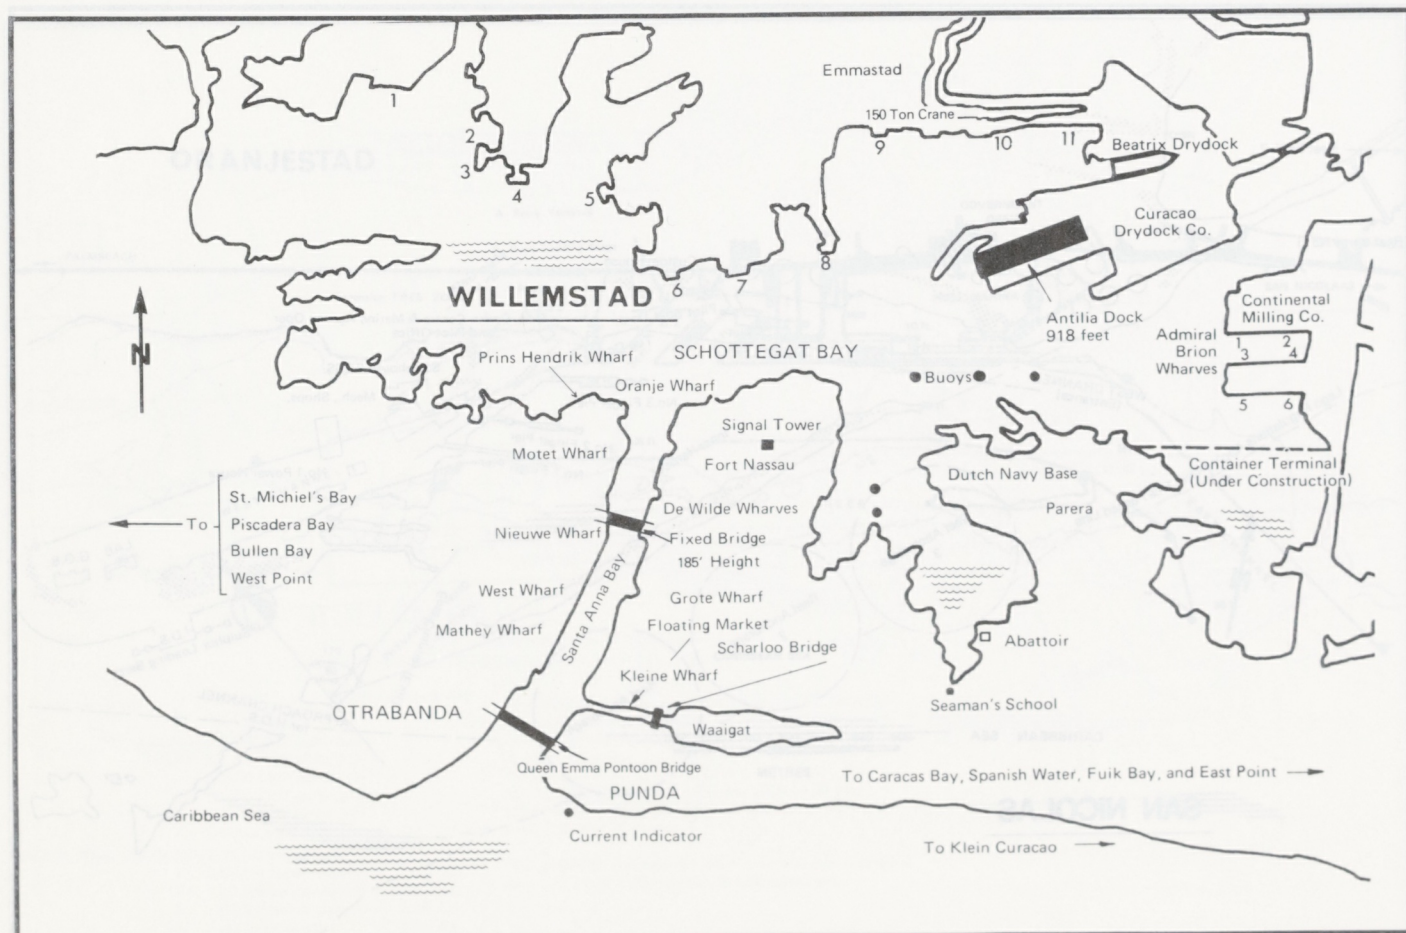 Emmastad
1
150 Ton Crane
2
9
10
11
3
Beatrix Drydock
4
5
Curacao
Drydock Co.
8
6
7
WILLEMSTAD
N
Continental
Milling Co.
Antilia Dock
918 feet
Admiral
Brion
Wharves
1
2
3
4
5
6
Prins Hendrik Wharf
SCHOTTEGAT BAY
Oranje Wharf
Buoys
Signal Tower
Motet Wharf
Fort Nassau
Dutch Navy Base
Container Terminal
(Under Construction)
To
St. Michiel's Bay
Piscadera Bay
Bullen Bay
West Point
De Wilde Wharves
Parera
Nieuwe Wharf
Fixed Bridge
185' Height
Santa Anna Bay
West Wharf
Grote Wharf
Mathey Wharf
Floating Market
Scharloo Bridge
Abattoir
Kleine Wharf
Seaman's School
OTRABANDA
Waaigat
Queen Emma Pontoon Bridge
To Caracas Bay, Spanish Water, Fuik Bay, and East Point
PUNDA
Caribbean Sea
Current Indicator
To Klein Curacao
ORANJESTAD
SAN NICOLAS